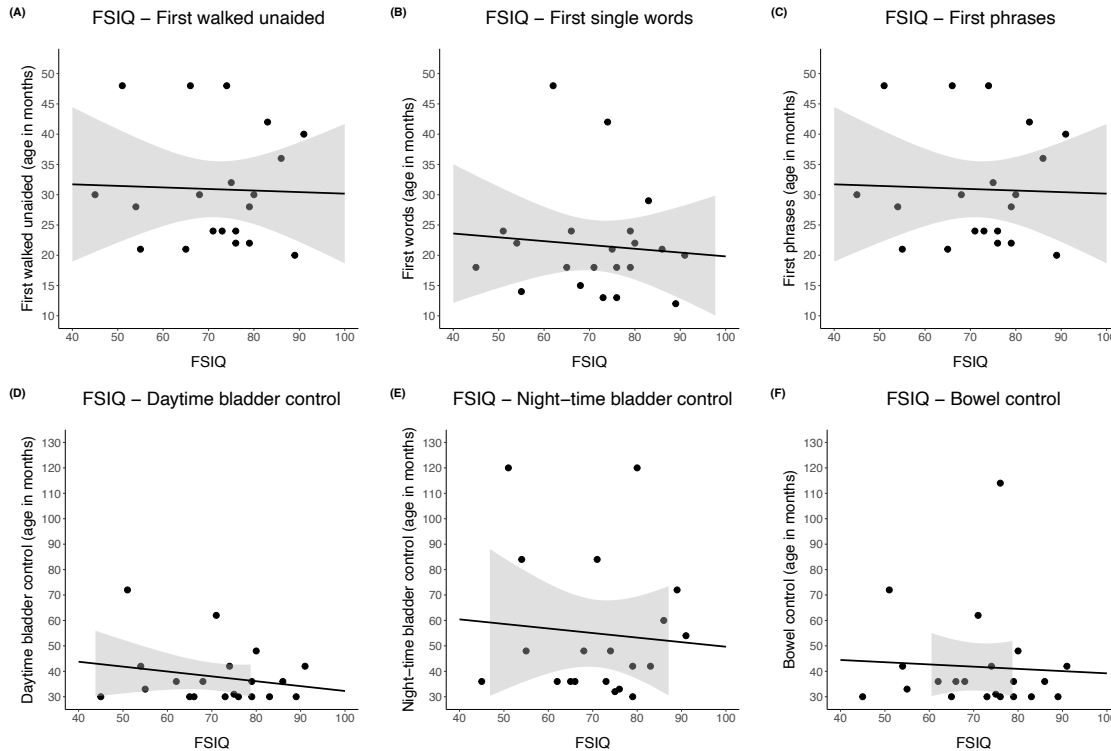 (A) FSIQ – First walked unaided
First walked unaided (age in months)
50
45
40
35
30
25
20
15
10
40 50 60 70 80 90 100
FSIQ
(B) FSIQ – First single words
First words (age in months)
50
45
40
35
30
25
20
15
10
40 50 60 70 80 90 100
FSIQ
(C) FSIQ – First phrases
First phrases (age in months)
50
45
40
35
30
25
20
15
10
40 50 60 70 80 90 100
FSIQ
(D) FSIQ – Daytime bladder control
Daytime bladder control (age in months)
130
120
110
100
90
80
70
60
50
40
30
40 50 60 70 80 90 100
FSIQ
(E) FSIQ – Night–time bladder control
Night–time bladder control (age in months)
130
120
110
100
90
80
70
60
50
40
30
40 50 60 70 80 90 100
FSIQ
(F) FSIQ – Bowel control
Bowel control (age in months)
130
120
110
100
90
80
70
60
50
40
30
40 50 60 70 80 90 100
FSIQ